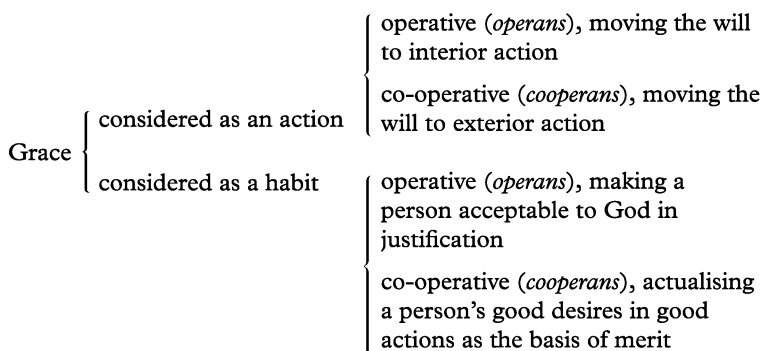 operative (operans), moving the will
to interior action
co-operative (cooperans), moving the
considered as an action
will to exterior action
Grace
considered as a habit
operative (operans), making a
person acceptable to God in
justification
co-operative (cooperans), actualising
a person's good desires in good
actions as the basis of merit